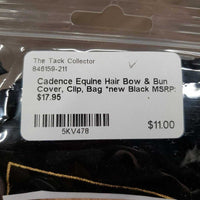 The Tack Collector
846159-211
Cadence Equine Hair Bow & Bun
Cover, Clip, Bag *new Black MSRP:
$17.95
5KV478
$11.00